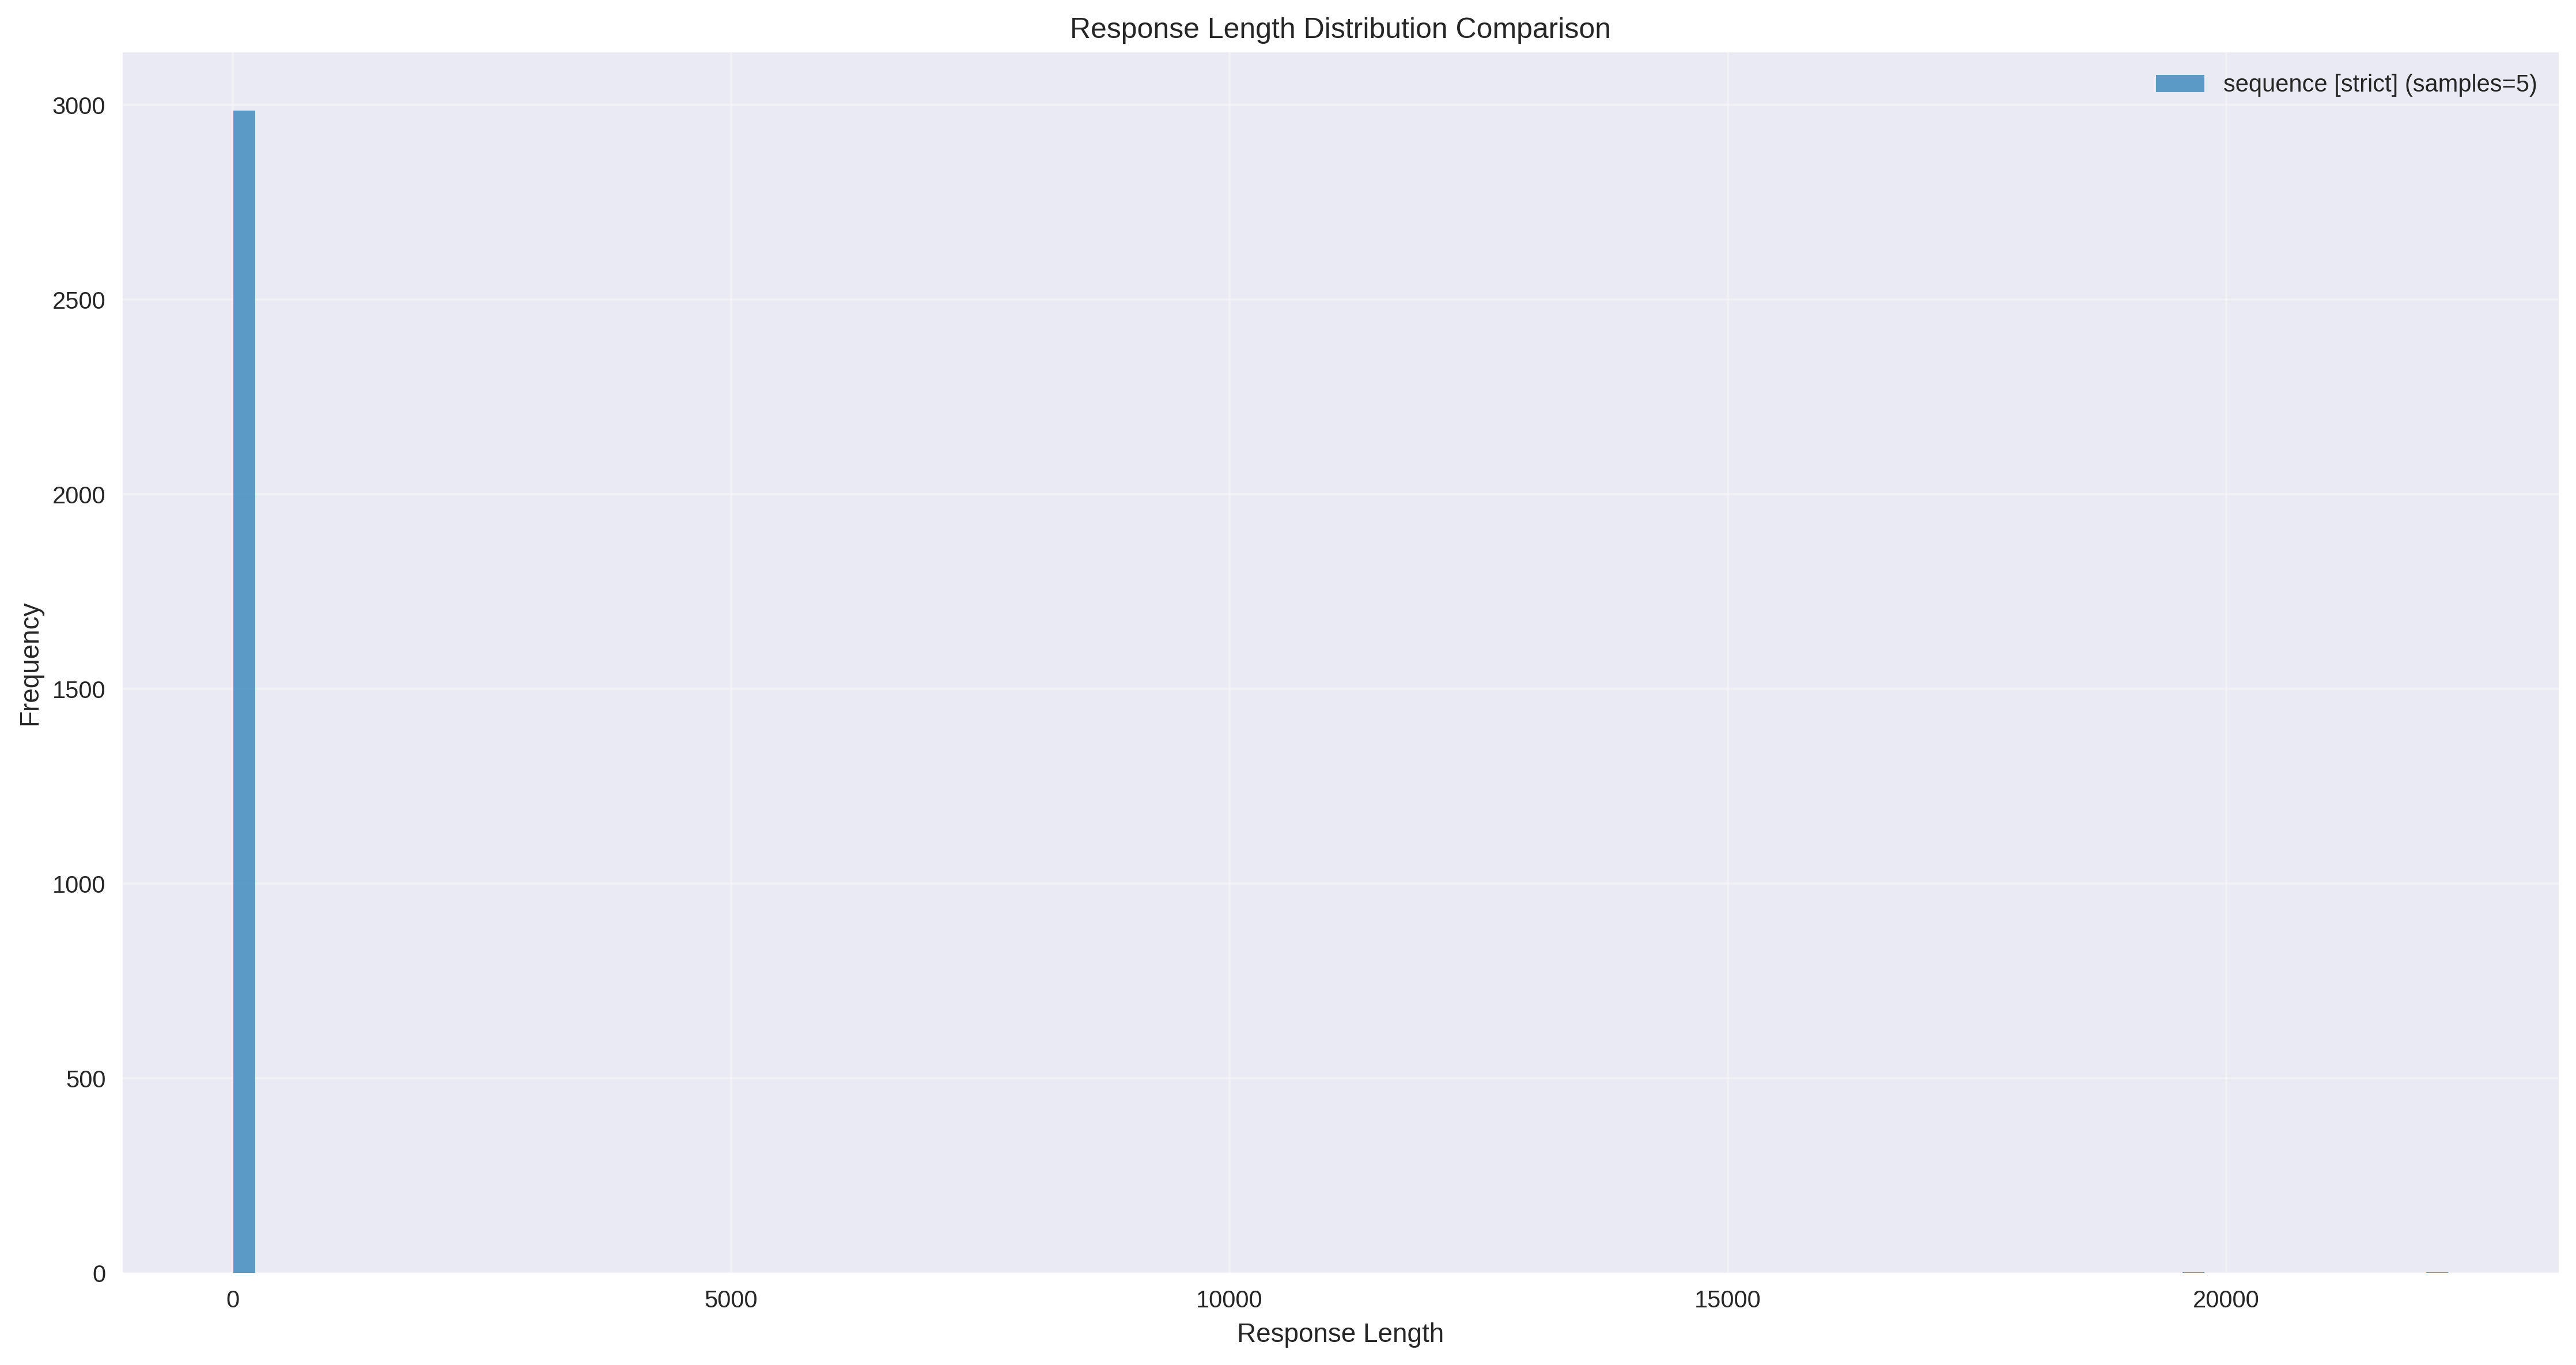 Response Length Distribution Comparison
sequence [strict] (samples=5)
3000
2500
2000
1500
1000
500
0
Frequency
0 5000 10000 15000 20000
Response Length